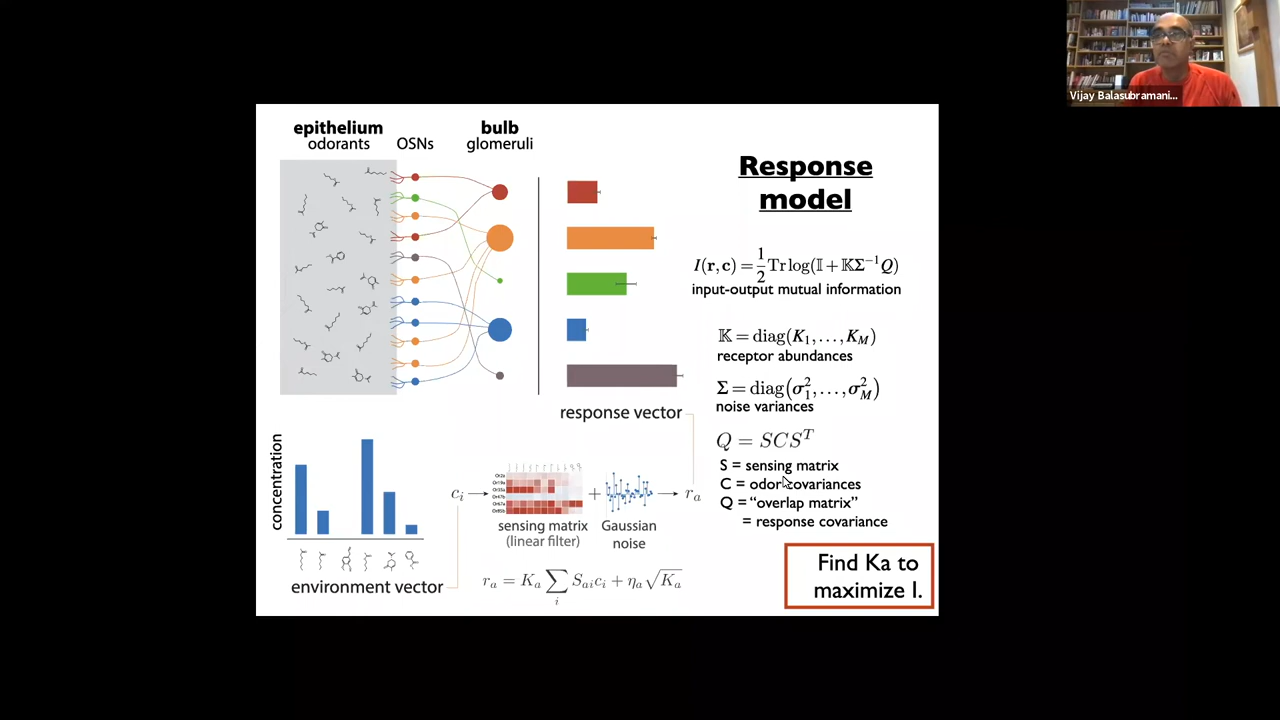 Vijay Balasubramani...
epithelium
odorants
OSNs
bulb
glomeruli
Response
model
I(r,c) = 1/2 Tr log(𝕀 + 𝕂Σ⁻¹Q)
input-output mutual information
𝕂 = diag(K₁,...,K_M)
receptor abundances
Σ = diag(σ₁²,...,σ_M²)
noise variances
response vector
Q = SCSᵀ
S = sensing matrix
C = odor covariances
Q = “overlap matrix”
= response covariance
concentration
environment vector
cᵢ
+
rₐ
sensing matrix
(linear filter)
Gaussian
noise
rₐ = Kₐ ∑ᵢ Sₐᵢcᵢ + ηₐ√Kₐ
Find Ka to
maximize I.